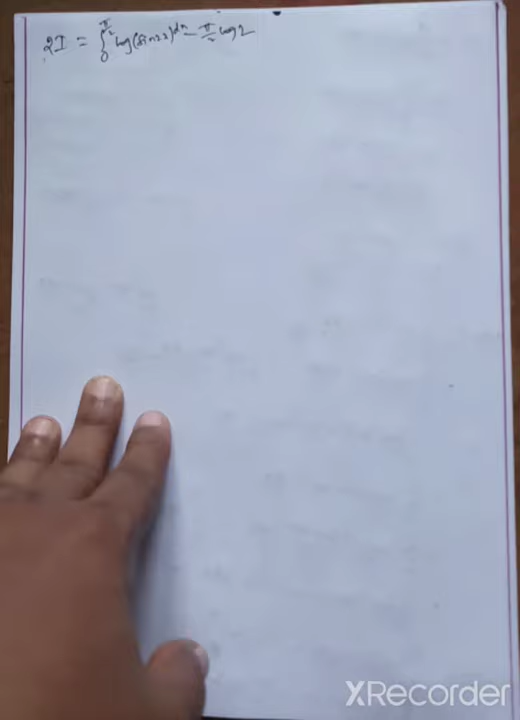 2I = ∫₀^{π/2} log(sin2x)dx − π/2 log2
XRecorder